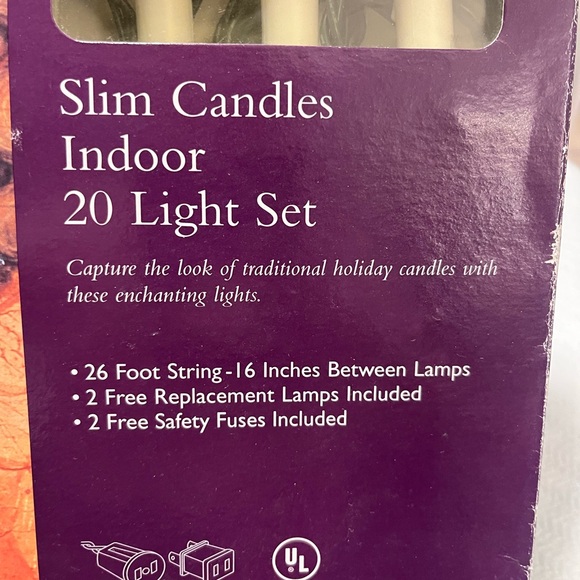 Slim Candles
Indoor
20 Light Set
Capture the look of traditional holiday candles with
these enchanting lights.
• 26 Foot String-16 Inches Between Lamps
• 2 Free Replacement Lamps Included
• 2 Free Safety Fuses Included
UL